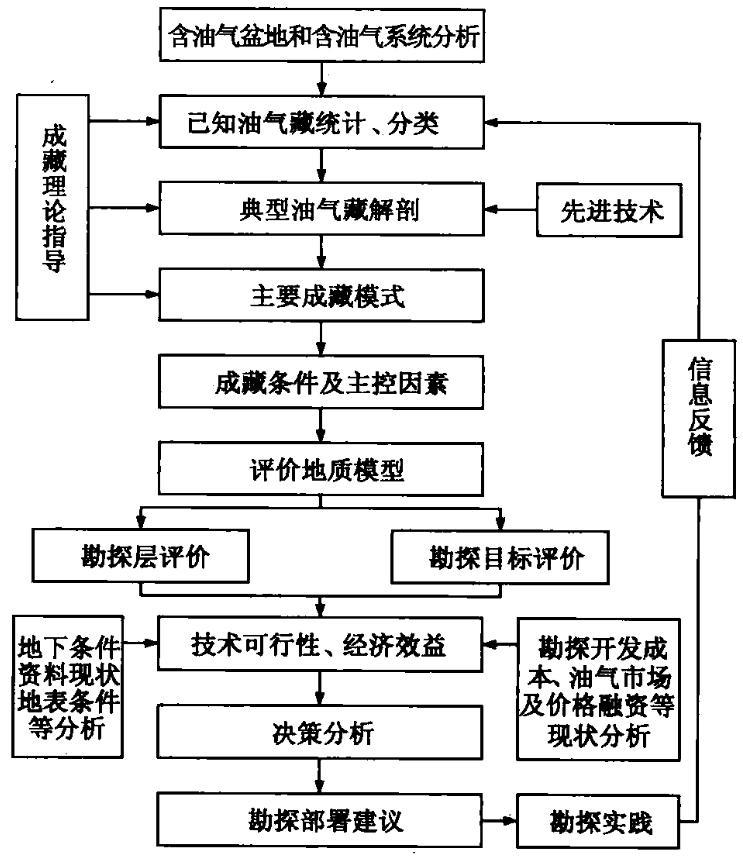 含油气盆地和含油气系统分析
已知油气藏统计、分类
成藏理论指导
典型油气藏解剖
先进技术
主要成藏模式
成藏条件及主控因素
信息反馈
评价地质模型
勘探层评价
勘探目标评价
地下条件
资料现状
地表条件
等分析
技术可行性、经济效益
勘探开发成
本、油气市场
及价格融资等
现状分析
决策分析
勘探部署建议
勘探实践